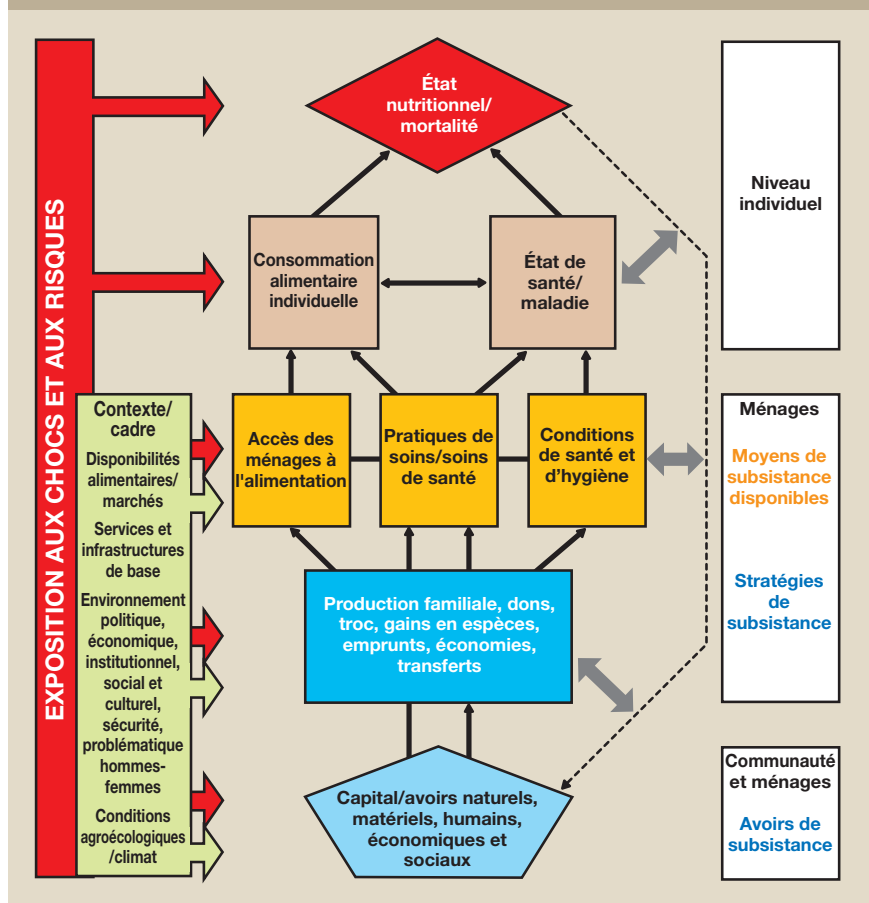 EXPOSITION AUX CHOCS ET AUX RISQUES
État
nutritionnel/
mortalité
Consommation
alimentaire
individuelle
État de
santé/
maladie
Niveau
individuel
Contexte/
cadre
Disponibilités
alimentaires/
marchés
Services et
infrastructures
de base
Environnement
politique,
économique,
institutionnel,
social et
culturel,
sécurité,
problématique
hommes-
femmes
Conditions
agroécologiques
/climat
Accès des
ménages à
l'alimentation
Pratiques de
soins/soins
de santé
Conditions
de santé et
d’hygiène
Ménages
Moyens de
subsistance
disponibles
Stratégies
de
subsistance
Production familiale, dons,
troc, gains en espèces,
emprunts, économies,
transferts
Capital/avoirs naturels,
matériels, humains,
économiques et
sociaux
Communauté
et ménages
Avoirs de
subsistance